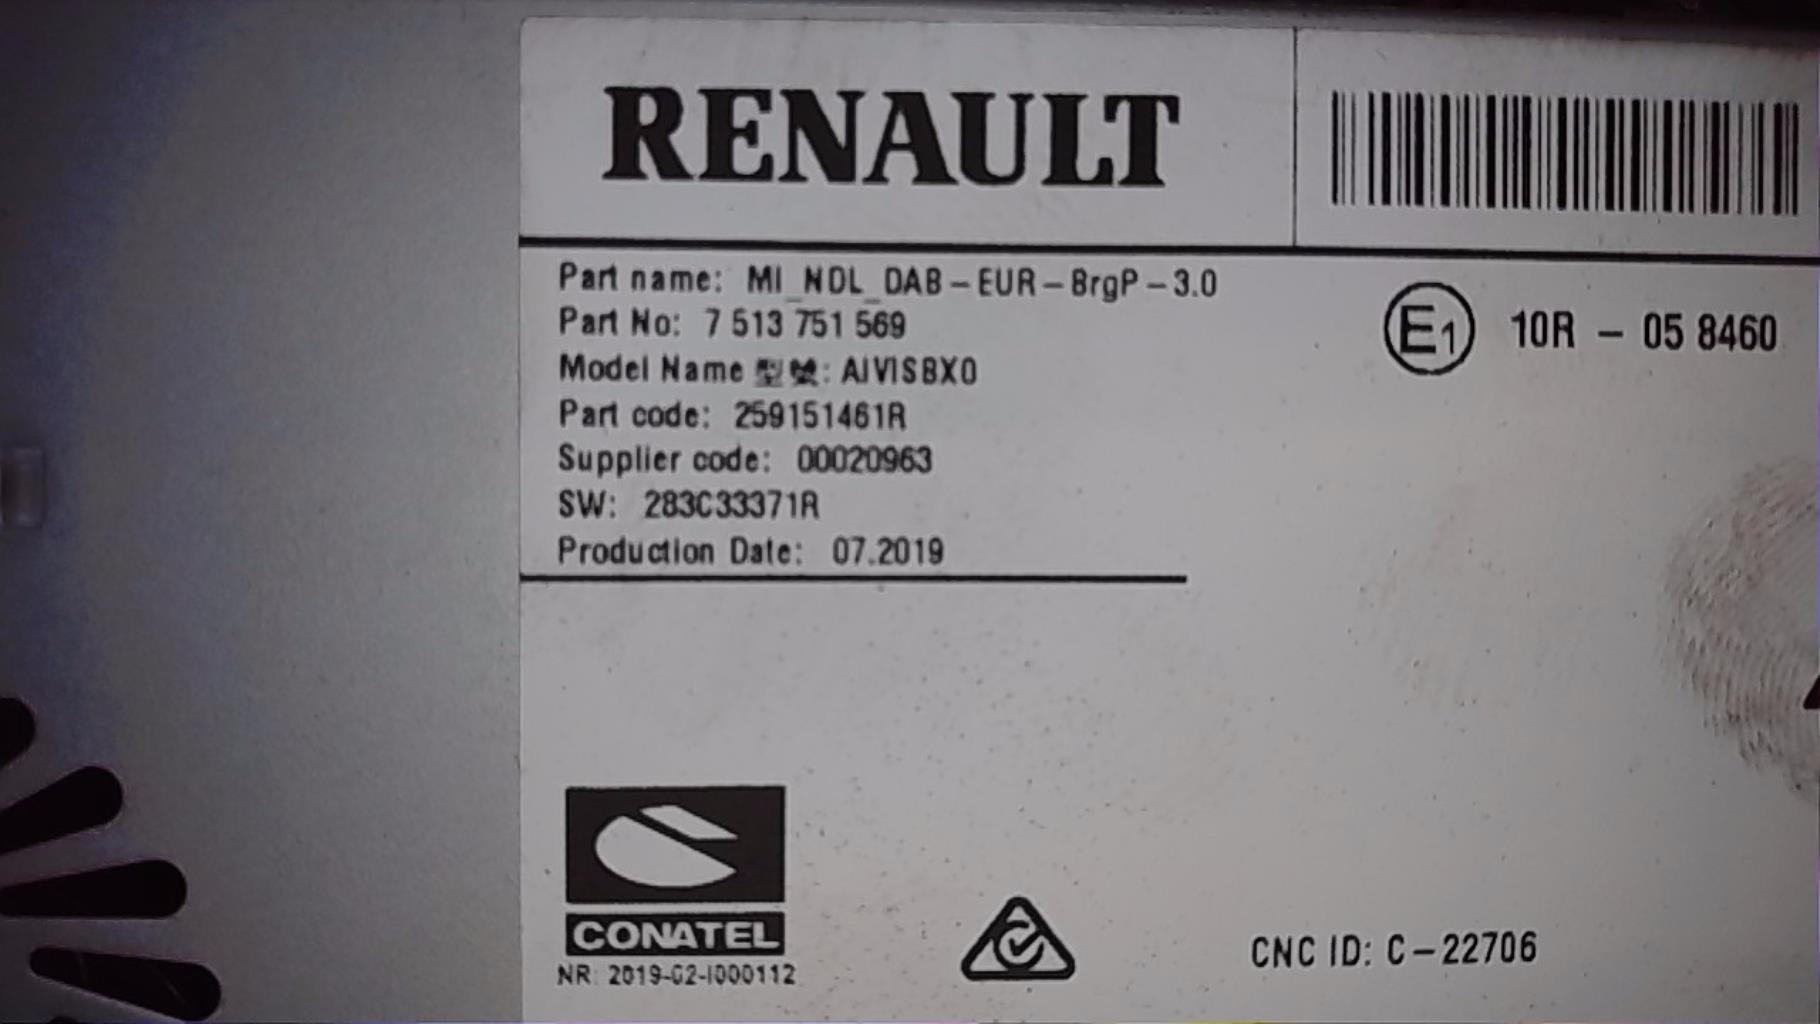 RENAULT
Part name: MI_NDL_DAB-EUR-BrgP-3.0
Part No: 7 513 751 569
Model Name 型號: AIVISBX0
Part code: 259151461R
Supplier code: 00020963
SW: 283C33371R
Production Date: 07.2019
E1 10R - 05 8460
CONATEL
NR: 2019-02-I000112
CNC ID: C-22706